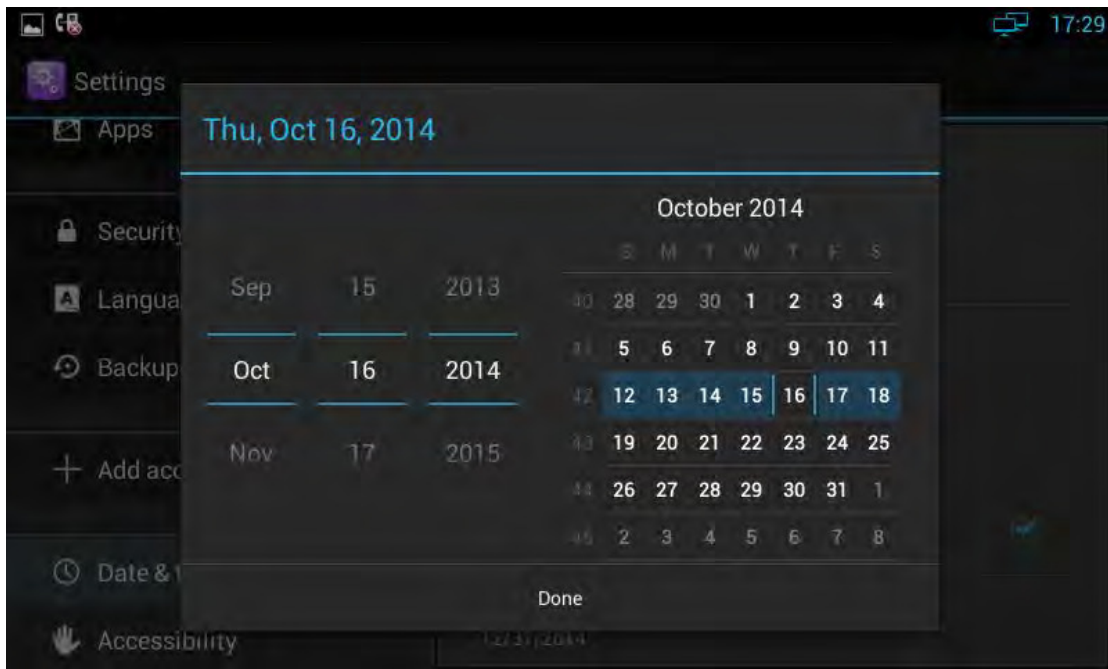 17:29
Settings
Apps
Thu, Oct 16, 2014
October 2014
S M T W T F S
Security
Sep 15 2013
Langua
40 28 29 30 1 2 3 4
41 5 6 7 8 9 10 11
Backup
Oct 16 2014
42 12 13 14 15 16 17 18
43 19 20 21 22 23 24 25
Nov 17 2015
Add acc
44 26 27 28 29 30 31 1
45 2 3 4 5 6 7 8
Date & t
Done
Accessibility
12/31/2014